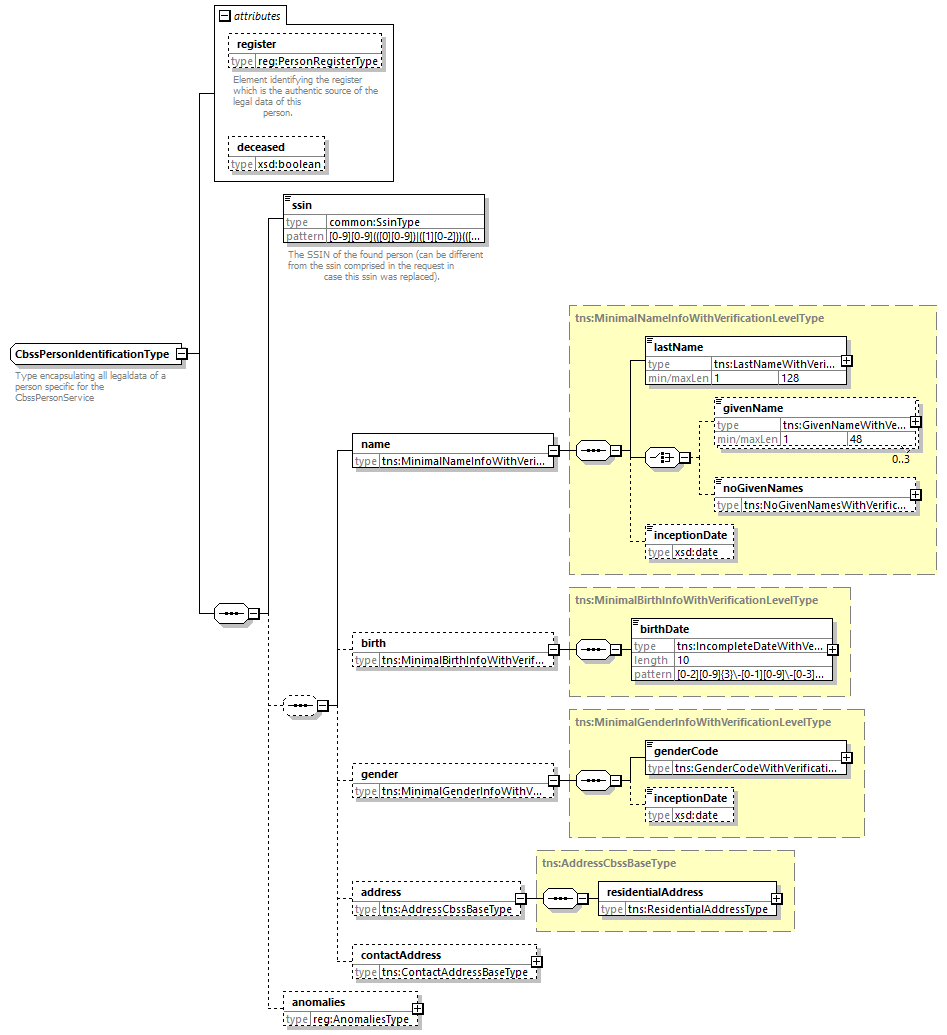 attributes
register
type reg:PersonRegisterType
Element identifying the register
which is the authentic source of the
legal data of this
person.
deceased
type xsd:boolean
ssin
type common:SsinType
pattern [0-9][0-9](([0][0-9])|([1][0-2]))(([...
The SSIN of the found person (can be different
from the ssin comprised in the request in
case this ssin was replaced).
CbssPersonIdentificationType
Type encapsulating all legaldata of a
person specific for the
CbssPersonService
tns:MinimalNameInfoWithVerificationLevelType
lastName
type tns:LastNameWithVeri...
min/maxLen 1 128
givenName
type tns:GivenNameWithVe...
min/maxLen 1 48
0..3
name
type tns:MinimalNameInfoWithVeri...
noGivenNames
type tns:NoGivenNamesWithVerific...
inceptionDate
type xsd:date
tns:MinimalBirthInfoWithVerificationLevelType
birth
type tns:MinimalBirthInfoWithVerif...
birthDate
type tns:IncompleteDateWithVe...
length 10
pattern [0-2][0-9]{3}\-[0-1][0-9]\-[0-3]...
tns:MinimalGenderInfoWithVerificationLevelType
genderCode
type tns:GenderCodeWithVerificati...
gender
type tns:MinimalGenderInfoWithV...
inceptionDate
type xsd:date
tns:AddressCbssBaseType
address
type tns:AddressCbssBaseType
residentialAddress
type tns:ResidentialAddressType
contactAddress
type tns:ContactAddressBaseType
anomalies
type reg:AnomaliesType